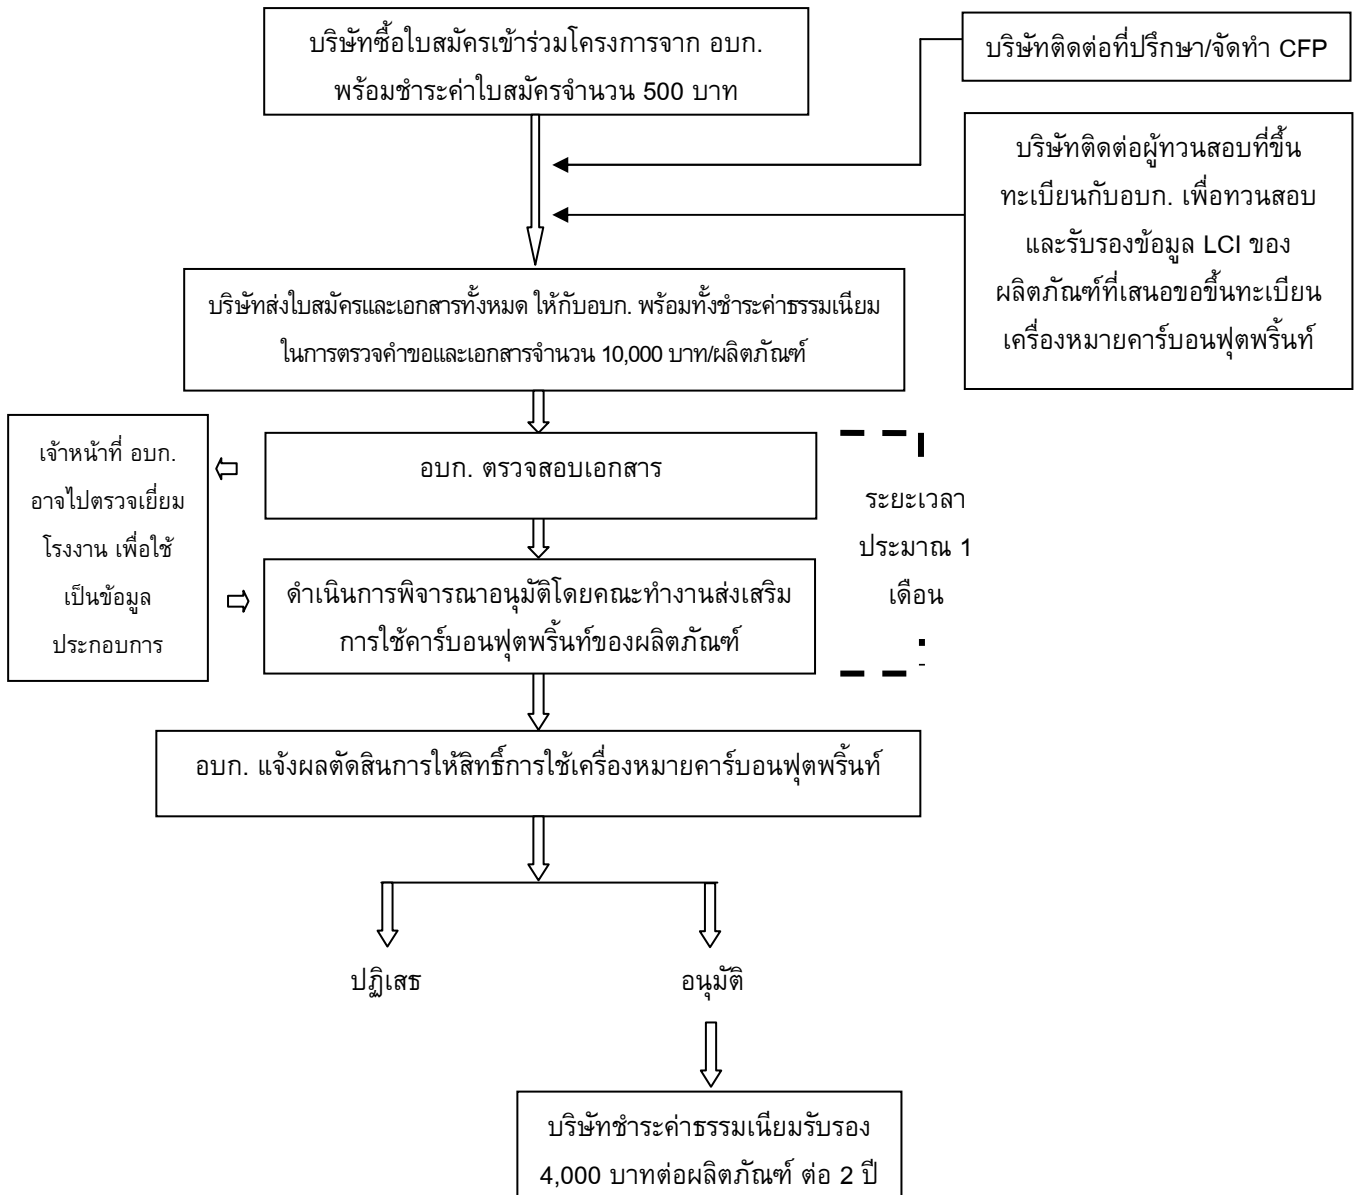 บริษัทซื้อใบสมัครเข้าร่วมโครงการจาก อบก.
พร้อมชำระค่าใบสมัครจำนวน 500 บาท
บริษัทติดต่อที่ปรึกษา/จัดทำ CFP
บริษัทติดต่อผู้ทวนสอบที่ขึ้น
ทะเบียนกับอบก. เพื่อทวนสอบ
และรับรองข้อมูล LCI ของ
ผลิตภัณฑ์ที่เสนอขอขึ้นทะเบียน
เครื่องหมายคาร์บอนฟุตพริ้นท์
บริษัทส่งใบสมัครและเอกสารทั้งหมด ให้กับอบก. พร้อมทั้งชำระค่าธรรมเนียม
ในการตรวจคำขอและเอกสารจำนวน 10,000 บาท/ผลิตภัณฑ์
เจ้าหน้าที่ อบก.
อาจไปตรวจเยี่ยม
โรงงาน เพื่อใช้
เป็นข้อมูล
ประกอบการ
อบก. ตรวจสอบเอกสาร
ระยะเวลา
ประมาณ 1
เดือน
ดำเนินการพิจารณาอนุมัติโดยคณะทำงานส่งเสริม
การใช้คาร์บอนฟุตพริ้นท์ของผลิตภัณฑ์
อบก. แจ้งผลตัดสินการให้สิทธิ์การใช้เครื่องหมายคาร์บอนฟุตพริ้นท์
ปฏิเสธ
อนุมัติ
บริษัทชำระค่าธรรมเนียมรับรอง
4,000 บาทต่อผลิตภัณฑ์ ต่อ 2 ปี